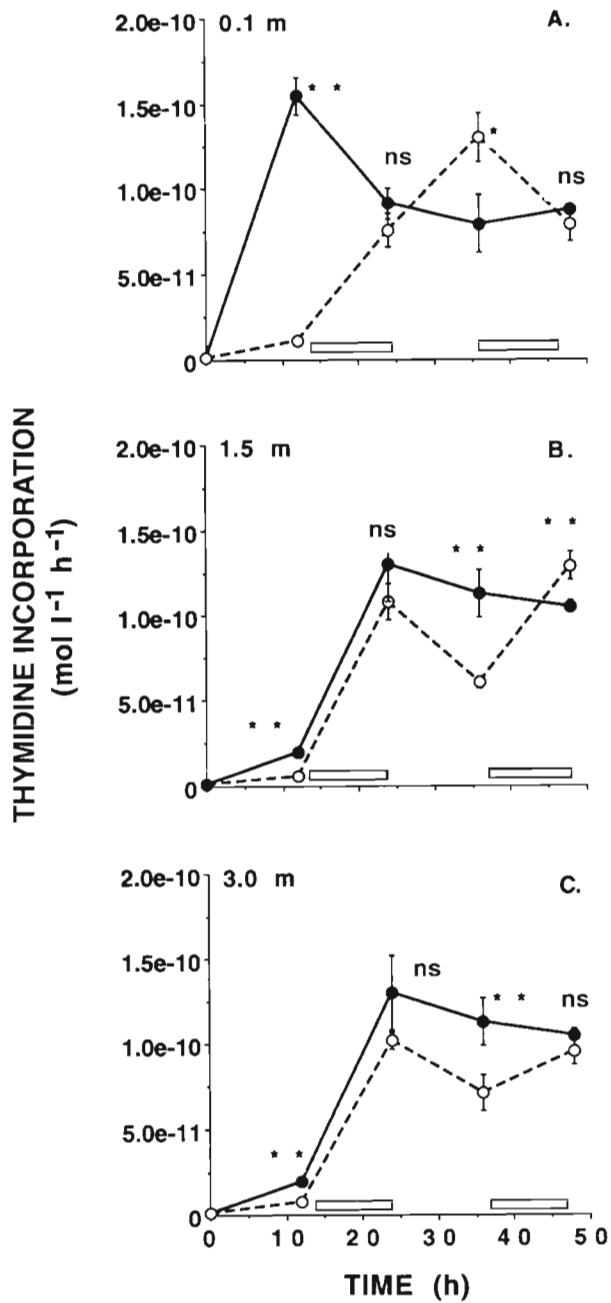 THYMIDINE INCORPORATION
(mol l⁻¹ h⁻¹)
0.1 m A.
2.0e-10
1.5e-10
1.0e-10
5.0e-11
0
* *
ns
*
ns
1.5 m B.
2.0e-10
1.5e-10
1.0e-10
5.0e-11
0
* *
ns
* *
* *
3.0 m C.
2.0e-10
1.5e-10
1.0e-10
5.0e-11
0
* *
ns
* *
ns
0 10 20 30 40 50
TIME (h)